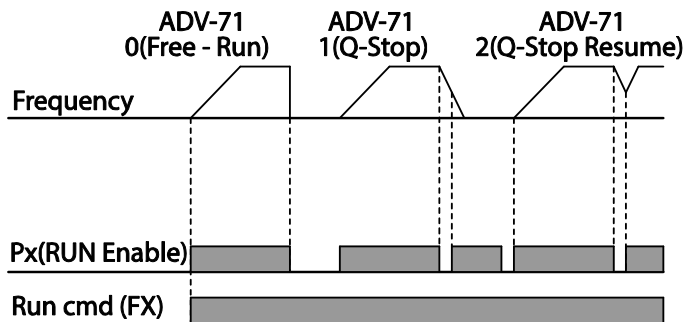 ADV-71
0(Free - Run)
ADV-71
1(Q-Stop)
ADV-71
2(Q-Stop Resume)
Frequency
Px(RUN Enable)
Run cmd (FX)